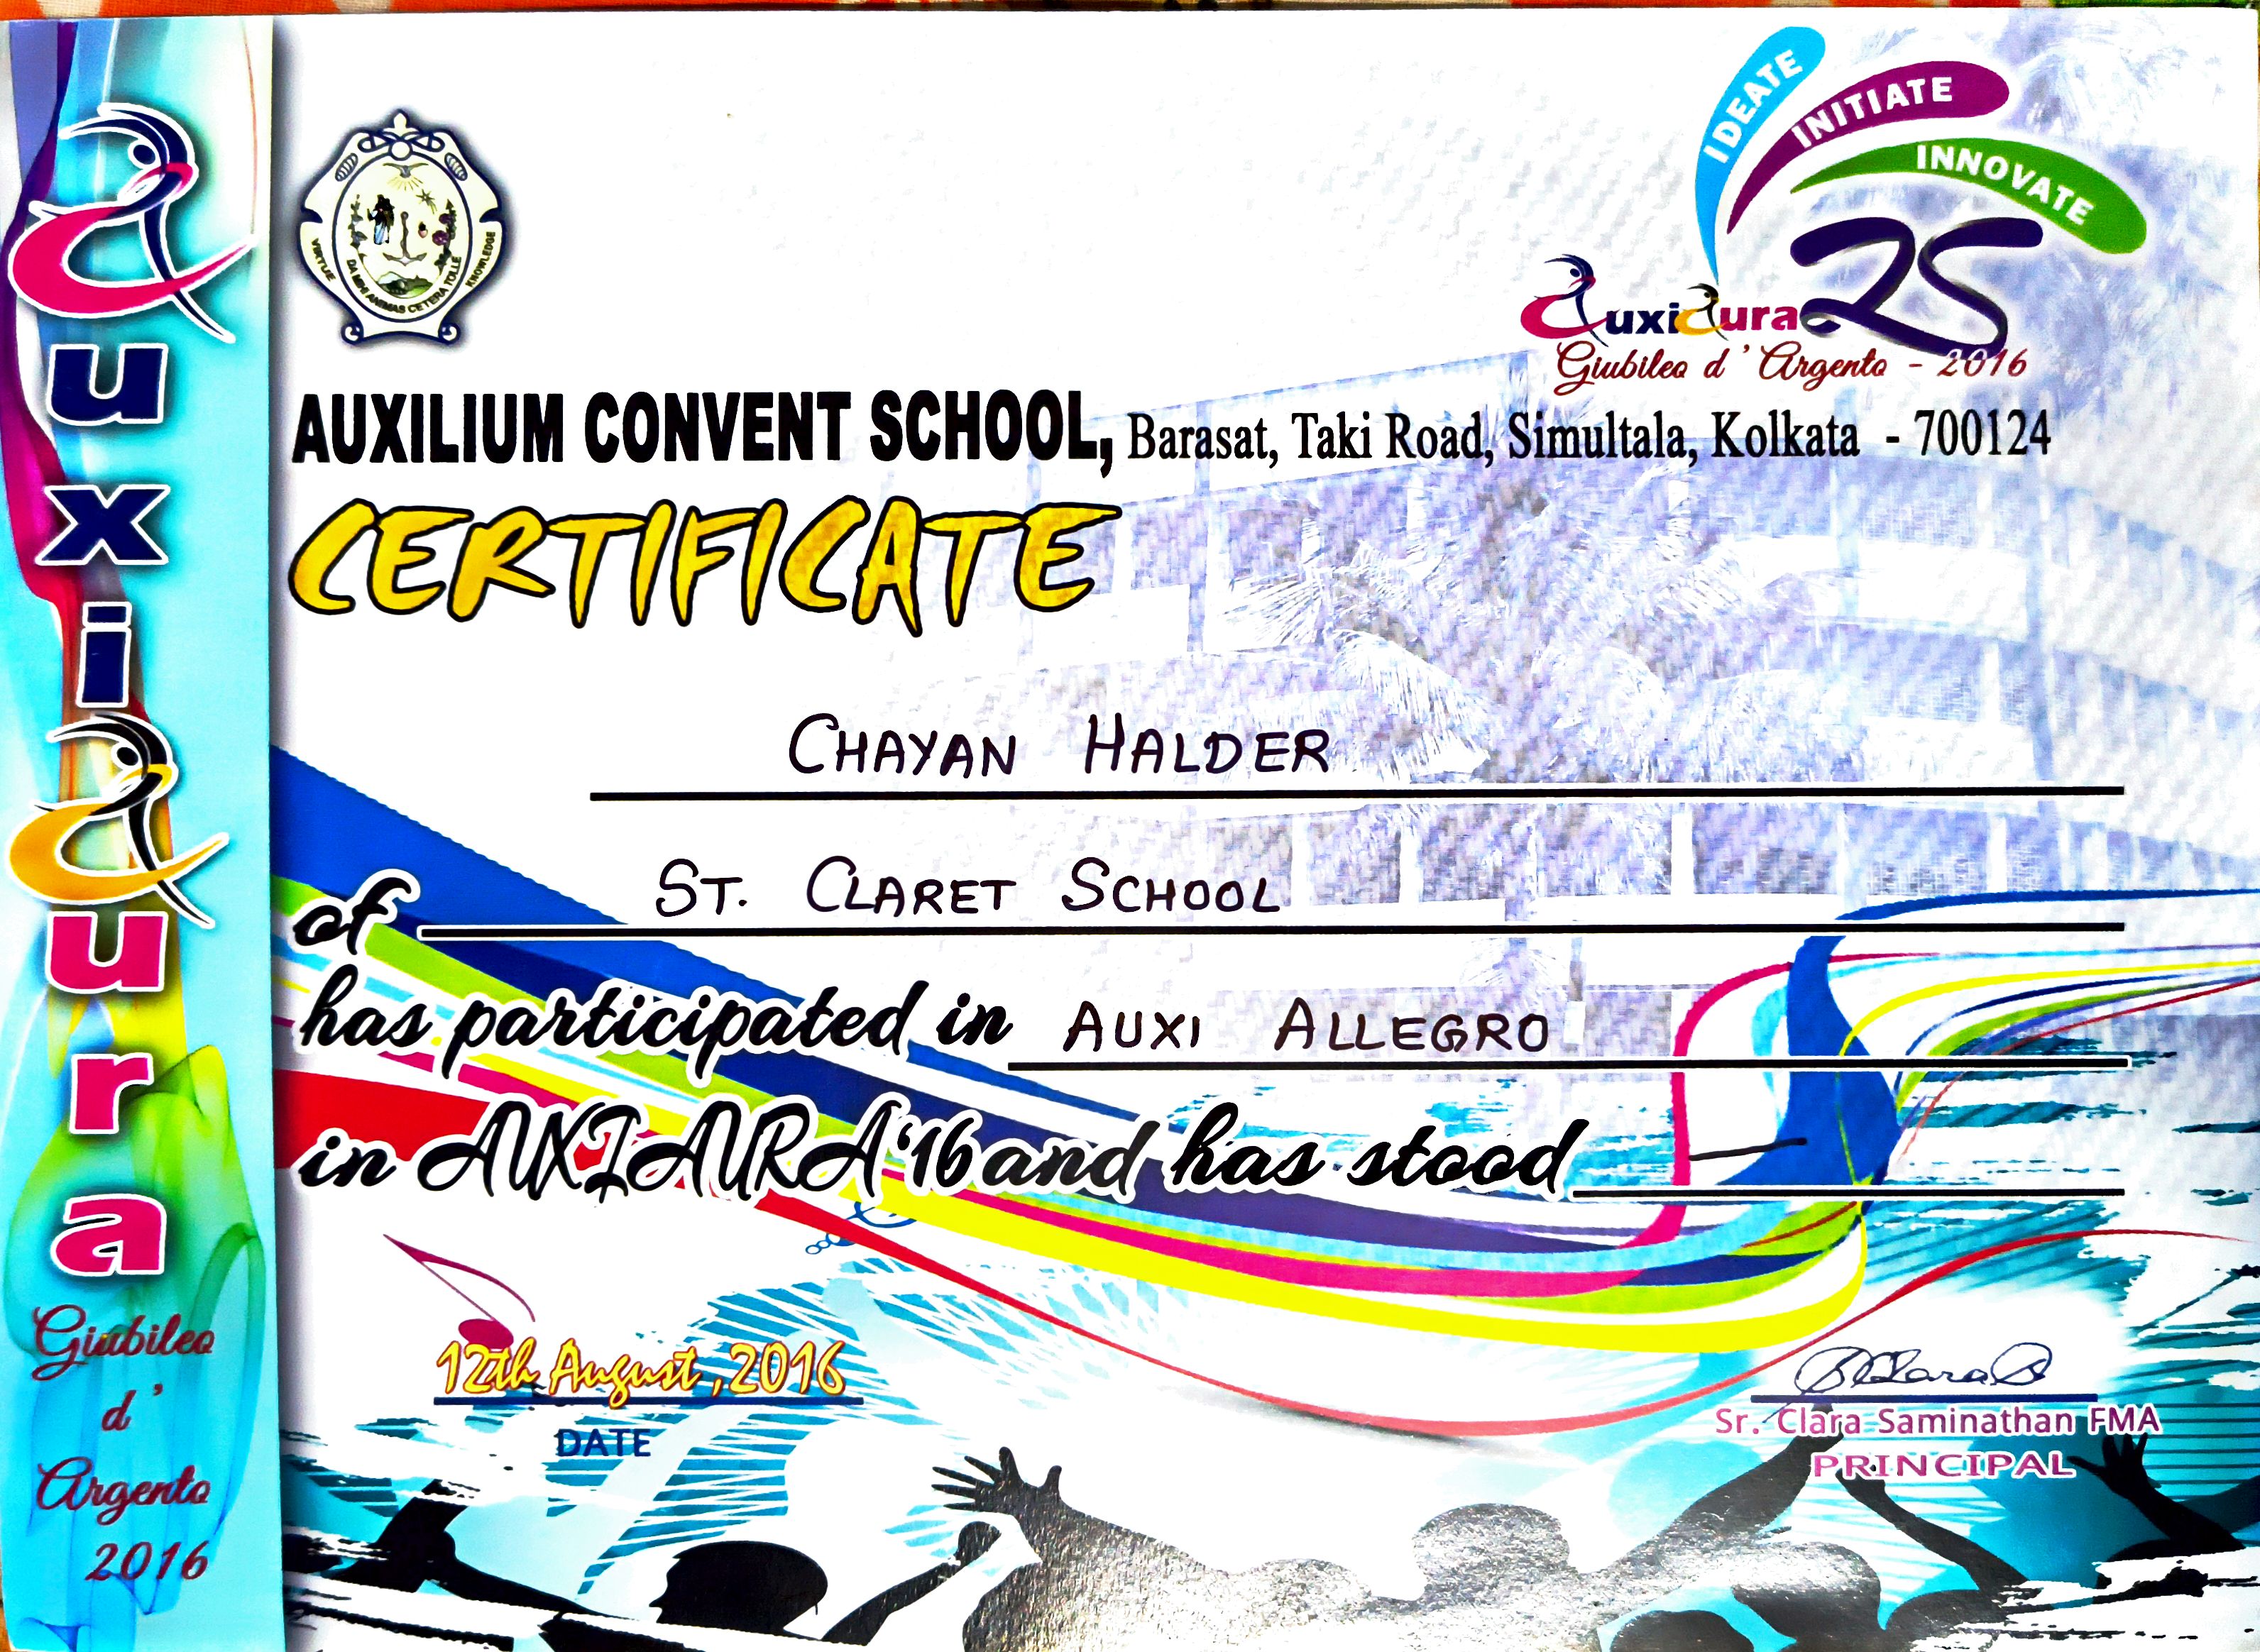 auxiaura
Giubileo
d'
Argento
2016
VIRTUE
DA MIHI ANIMAS CETERA TOLLE
KNOWLEDGE
IDEATE
INITIATE
INNOVATE
25
auxiaura
Giubileo d'Argento - 2016
AUXILIUM CONVENT SCHOOL, Barasat, Taki Road, Simultala, Kolkata - 700124
CERTIFICATE
CHAYAN HALDER
of ST. CLARET SCHOOL
has participated in AUXI ALLEGRO
in AUXIAURA'16 and has stood —
12th August, 2016
DATE
Sr. Clara Saminathan FMA
PRINCIPAL